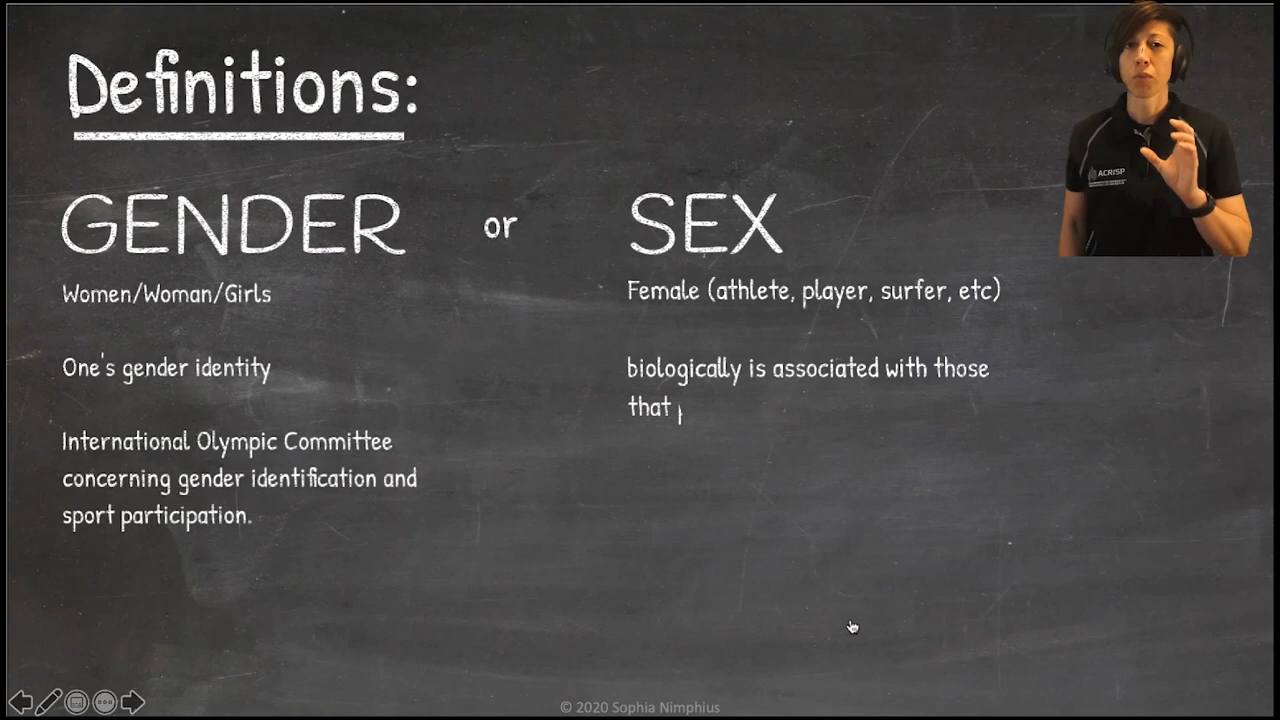 Definitions:
GENDER or SEX
Women/Woman/Girls
One's gender identity
International Olympic Committee
concerning gender identification and
sport participation.
Female (athlete, player, surfer, etc)
biologically is associated with those
that
ACRISP
© 2020 Sophia Nimphius